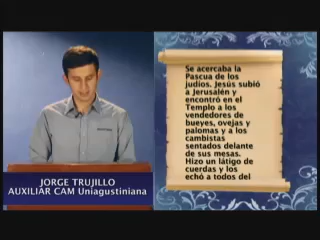 Se acercaba la
Pascua de los
judíos. Jesús subió
a Jerusalén y
encontró en el
Templo a los
vendedores de
bueyes, ovejas y
palomas y a los
cambistas
sentados delante
de sus mesas.
Hizo un látigo de
cuerdas y los
echó a todos del
JORGE TRUJILLO
AUXILIAR CAM Uniagustiniana